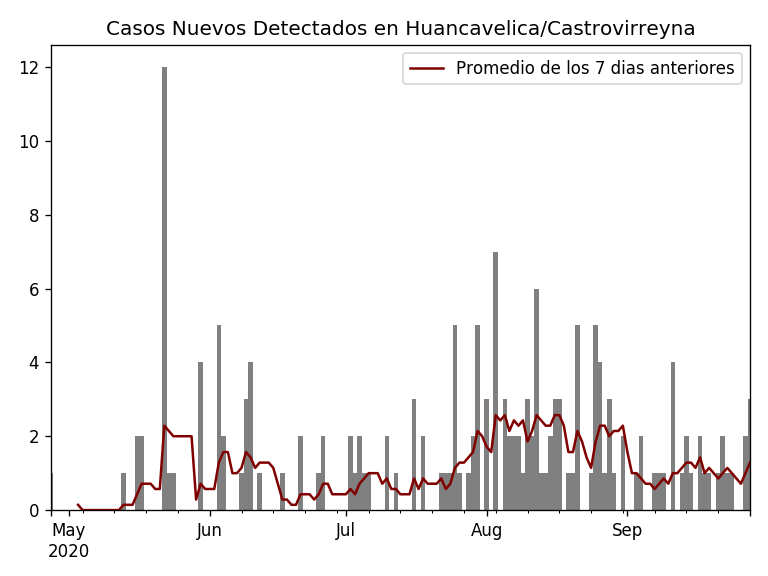 Casos Nuevos Detectados en Huancavelica/Castrovirreyna
Promedio de los 7 dias anteriores
12
10
8
6
4
2
0
May Jun Jul Aug Sep
2020